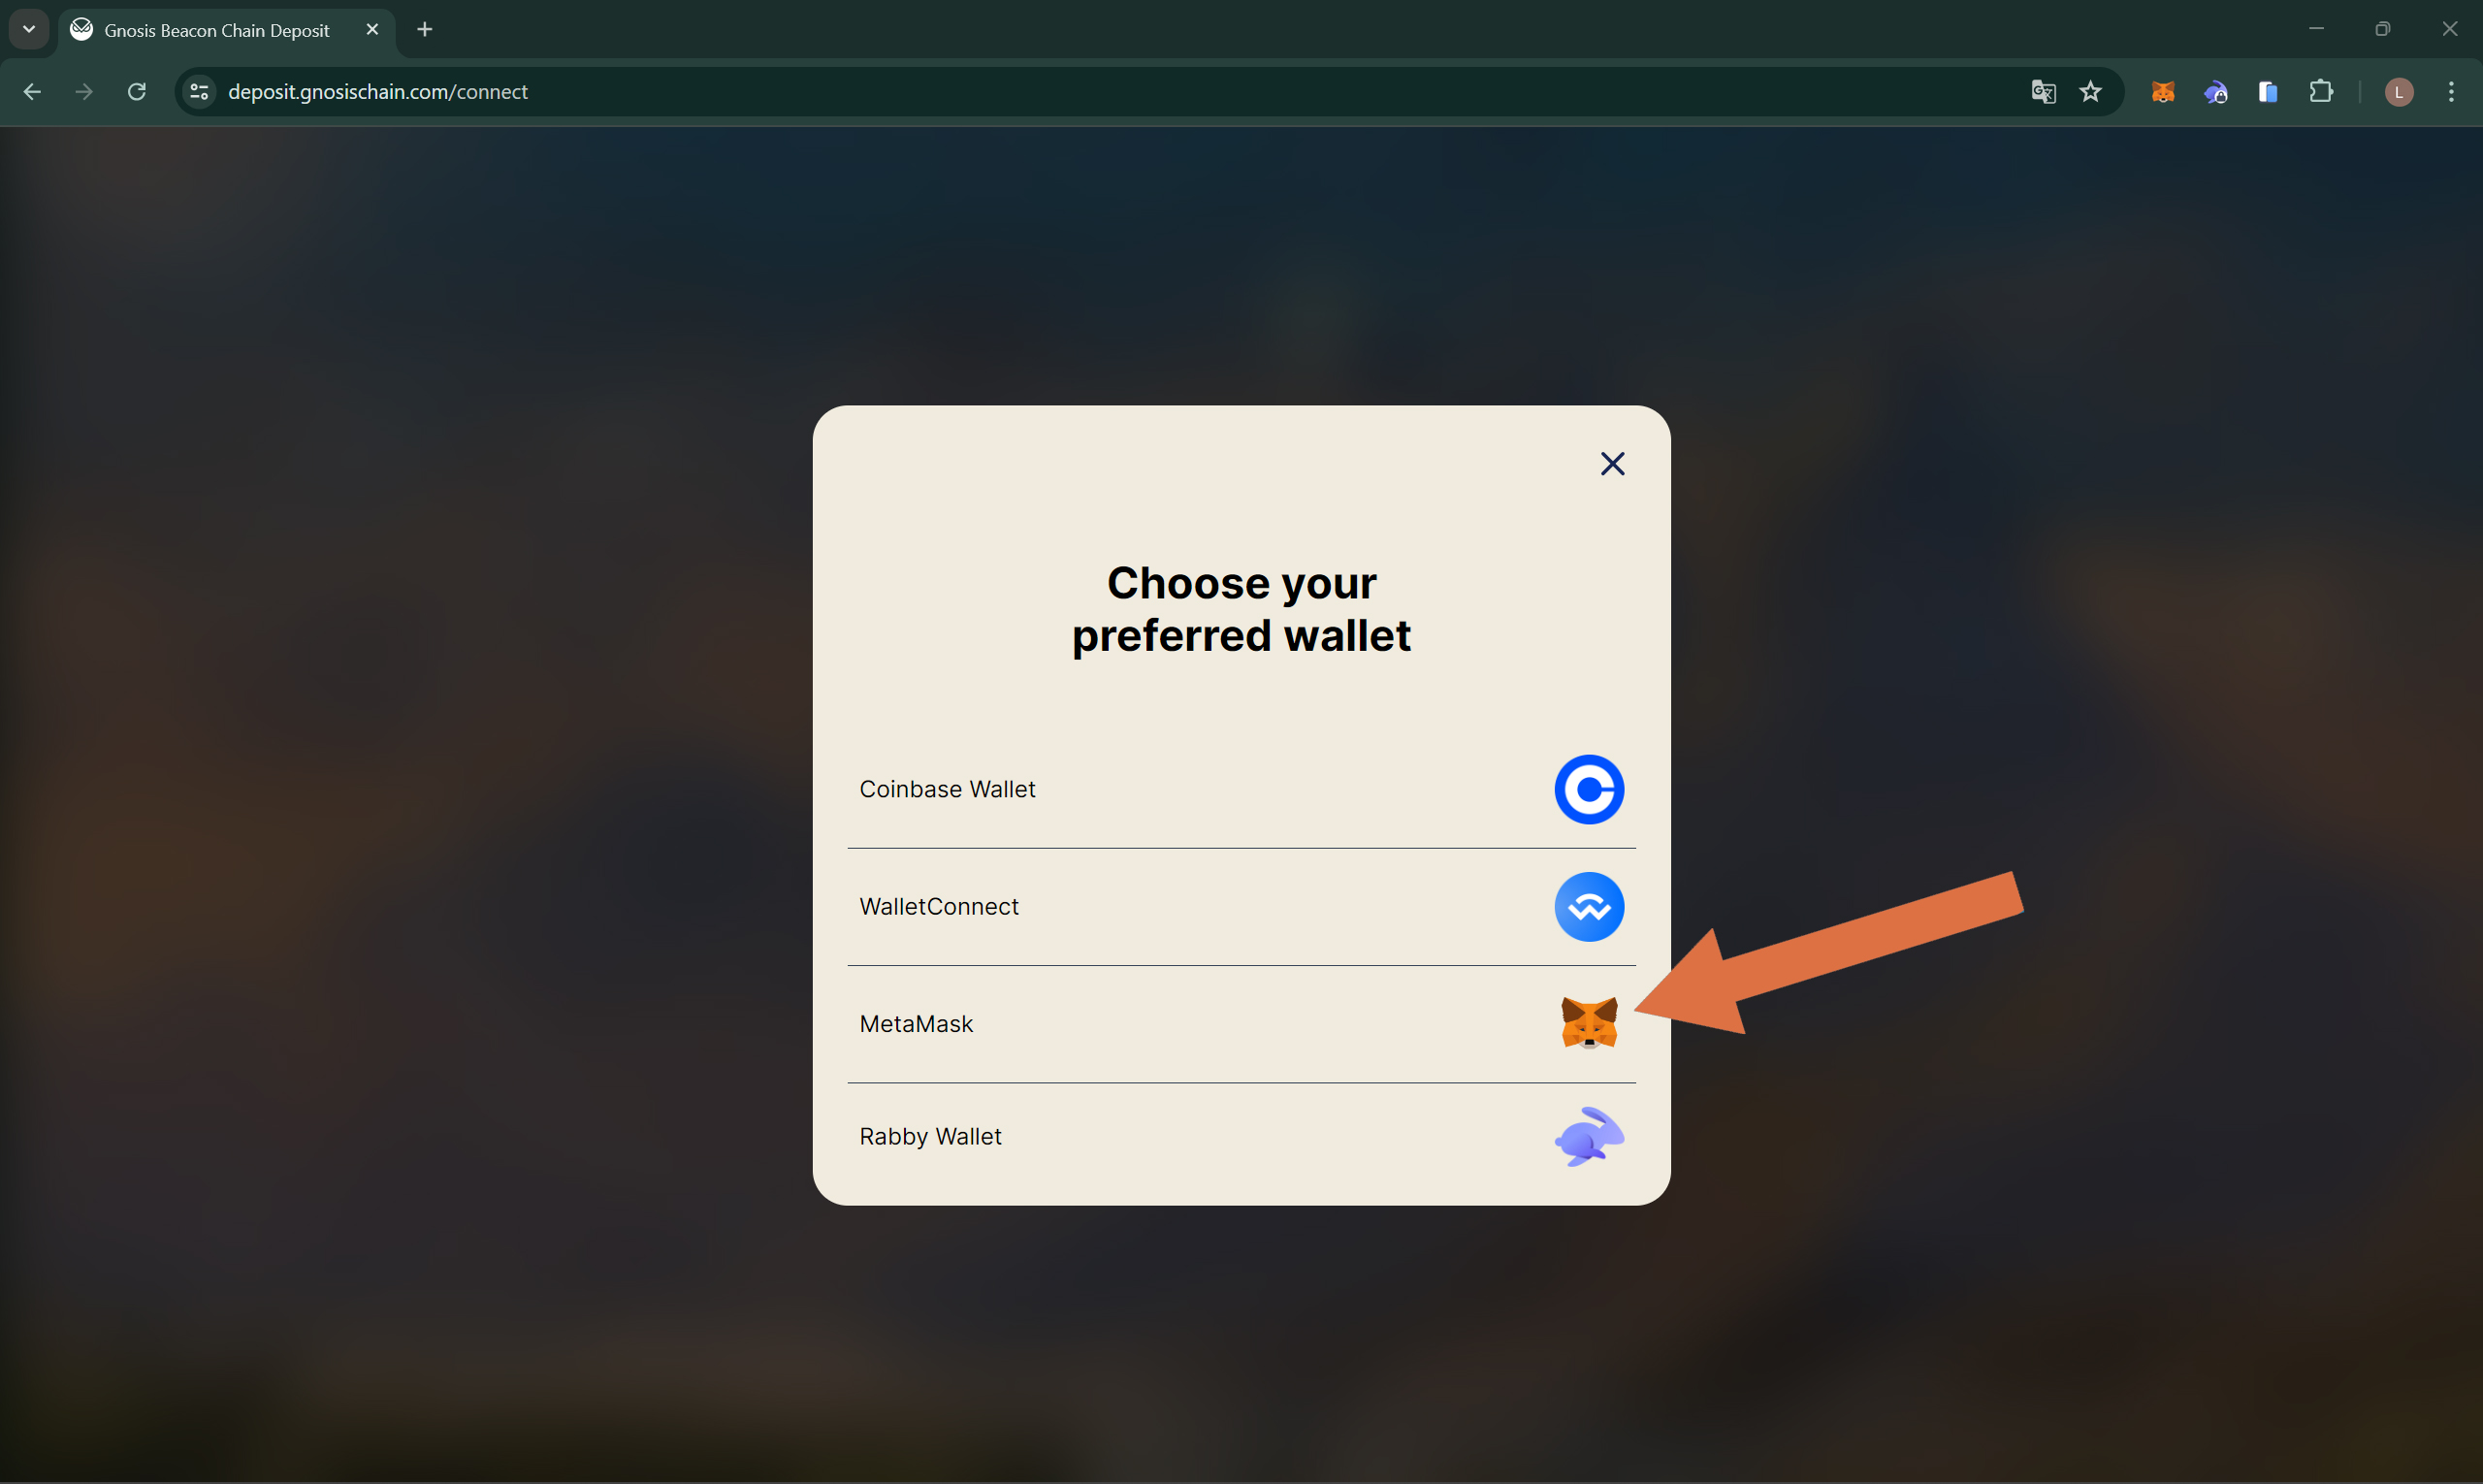 Gnosis Beacon Chain Deposit
deposit.gnosischain.com/connect
L
Choose your
preferred wallet
Coinbase Wallet
WalletConnect
MetaMask
Rabby Wallet